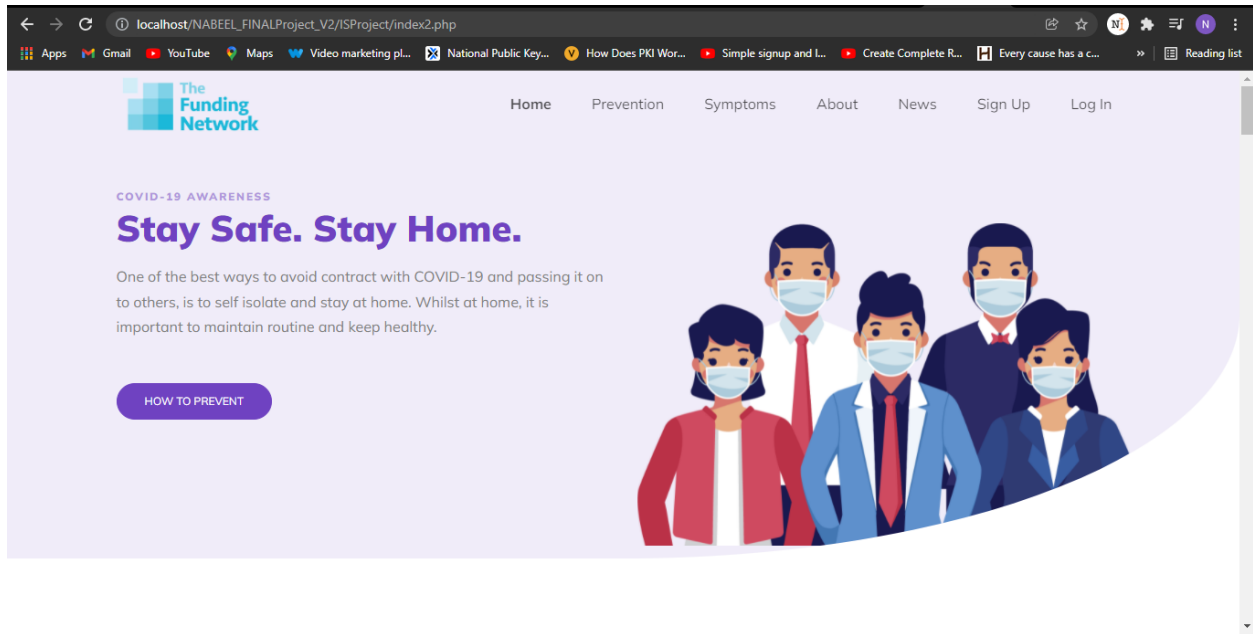 localhost/NABEEL_FINALProject_V2/ISProject/index2.php
N
Apps Gmail YouTube Maps Video marketing pl... National Public Key... How Does PKI Wor... Simple signup and l... Create Complete R... Every cause has a c... » Reading list
The
Funding
Network
Home Prevention Symptoms About News Sign Up Log In
COVID-19 AWARENESS
Stay Safe. Stay Home.
One of the best ways to avoid contract with COVID-19 and passing it on
to others, is to self isolate and stay at home. Whilst at home, it is
important to maintain routine and keep healthy.
HOW TO PREVENT